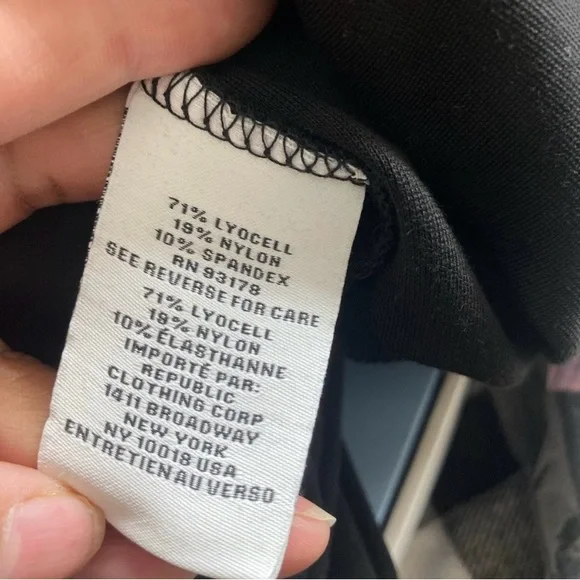 71% LYOCELL
19% NYLON
10% SPANDEX
RN 93178
SEE REVERSE FOR CARE
71% LYOCELL
19% NYLON
10% ÉLASTHANNE
IMPORTÉ PAR:
REPUBLIC
CLOTHING CORP
1411 BROADWAY
NEW YORK
NY 10018 USA
ENTRETIEN AU VERSO